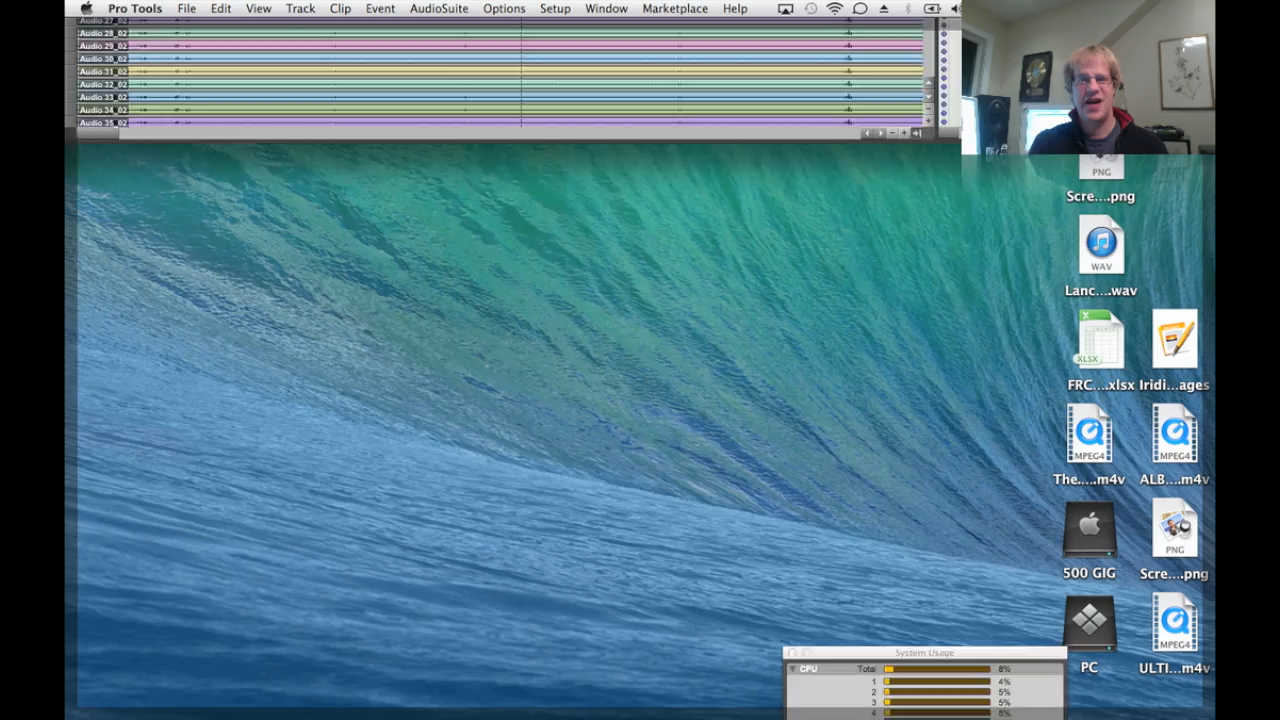 Pro Tools File Edit View Track Clip Event AudioSuite Options Setup Window Marketplace Help
Audio 27_02
Audio 28_02
Audio 29_02
Audio 30_02
Audio 31_02
Audio 32_02
Audio 33_02
Audio 34_02
Audio 35_02
PNG
Scre....png
WAV
Lanc....wav
XLSX
FRC....xlsx Iridi...ages
MPEG4 MPEG4
The....m4v ALB...m4v
PNG
500 GIG Scre....png
MPEG4
PC ULTI...m4v
System Usage
CPU Total 8%
1 4%
2 5%
3 5%
4